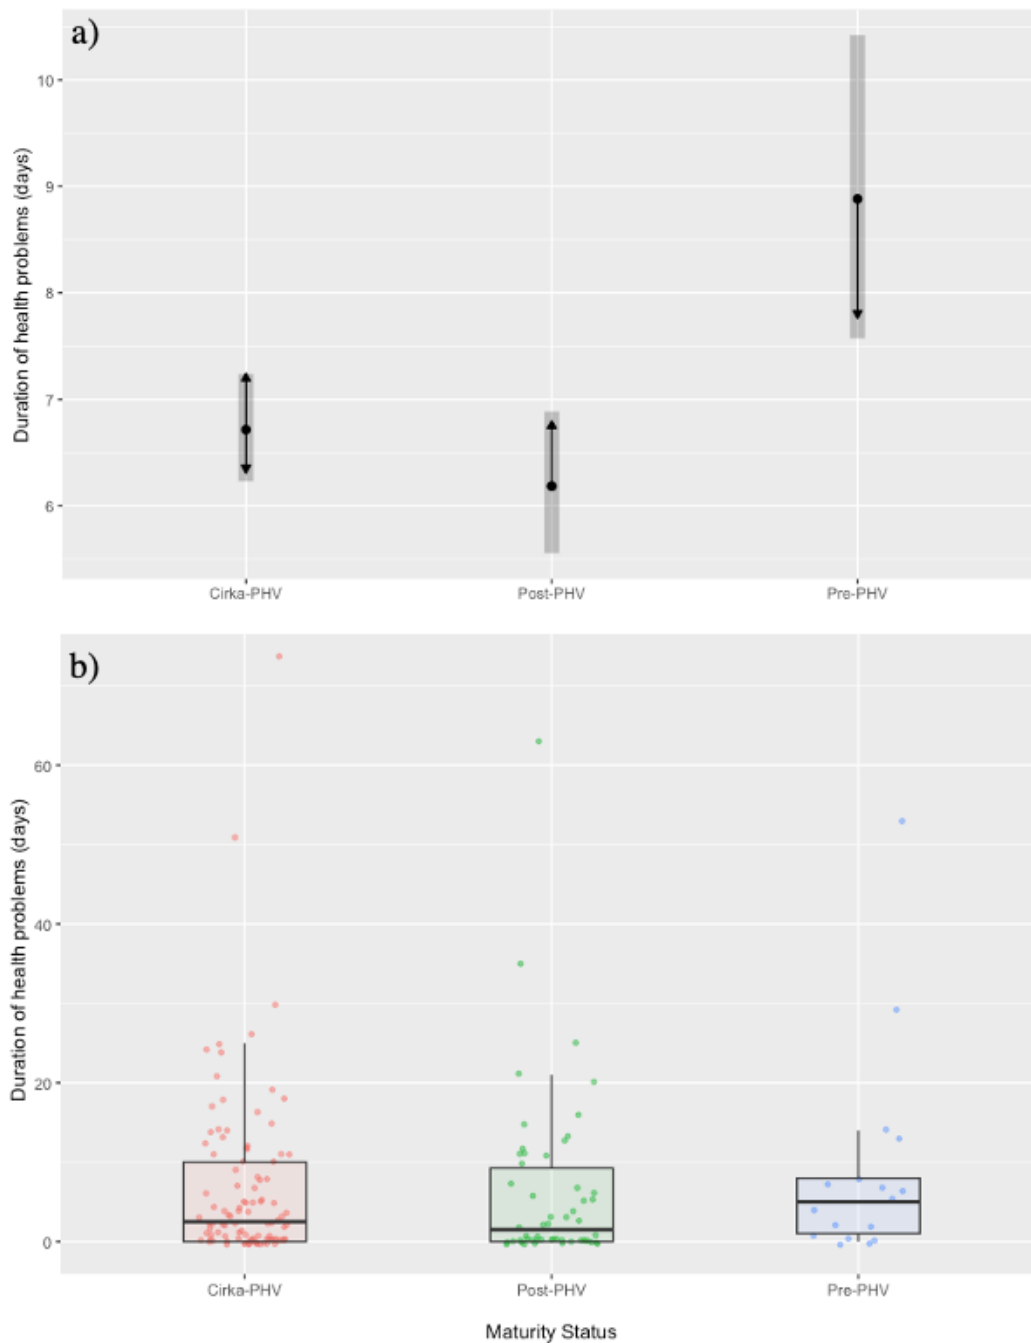 a)
Duration of health problems (days)
10
9
8
7
6
Cirka-PHV
Post-PHV
Pre-PHV
b)
Duration of health problems (days)
60
40
20
0
Cirka-PHV
Post-PHV
Pre-PHV
Maturity Status